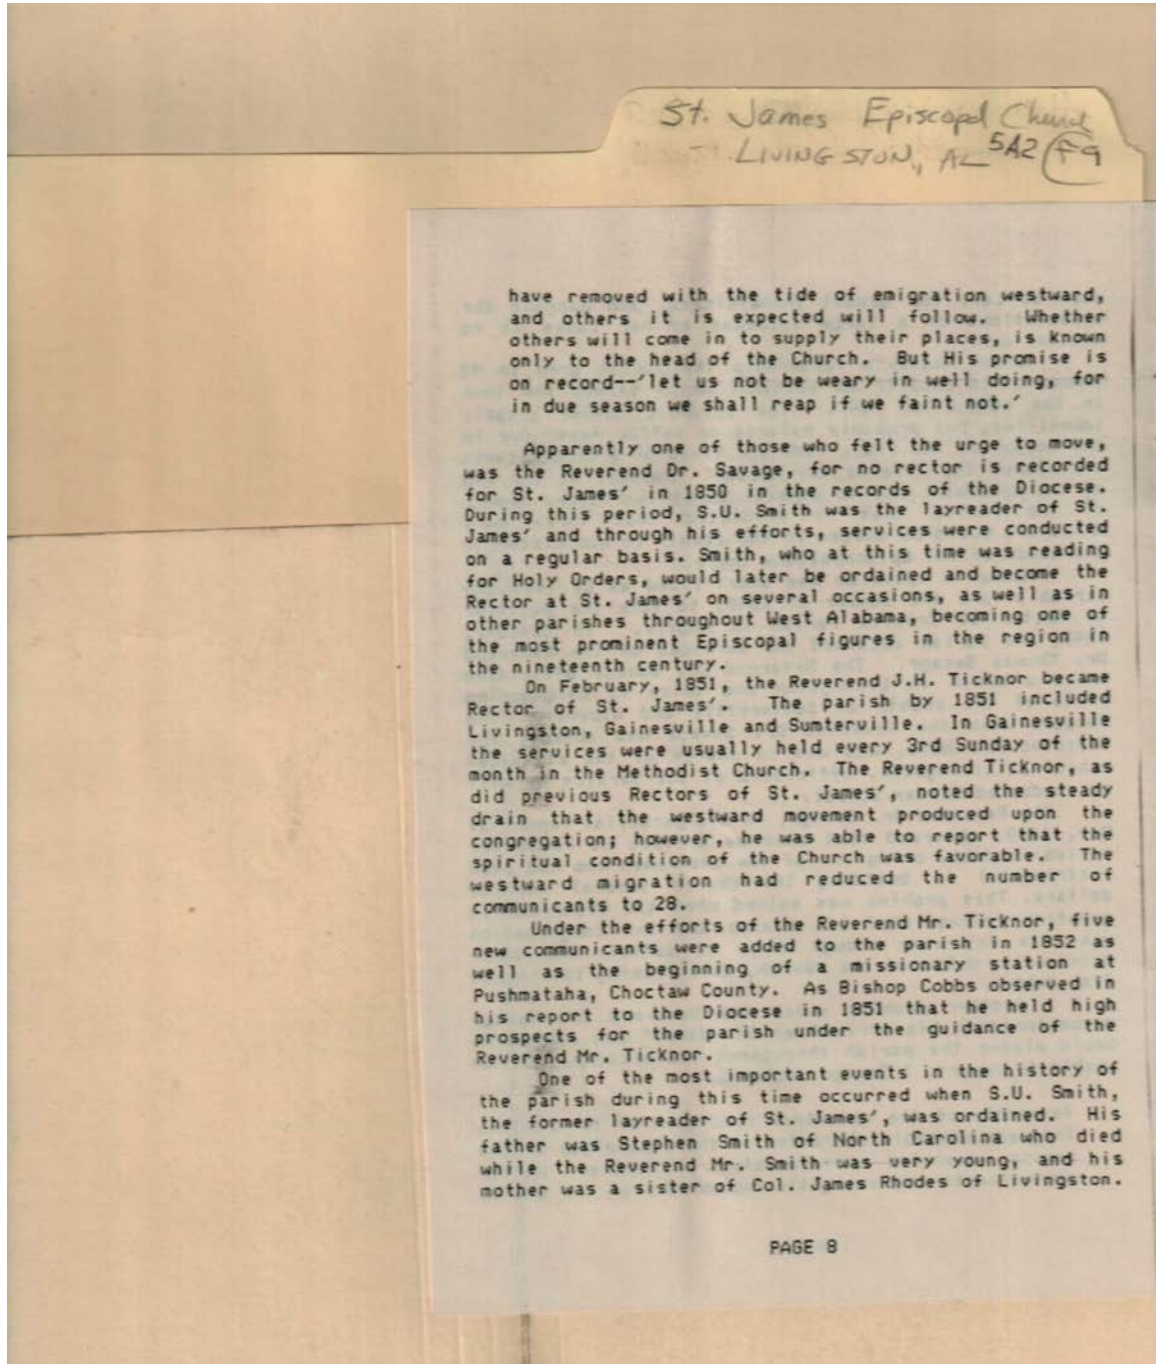 St. James Episcopal Church
- LIVINGSTON, AL 5A2 f9
have removed with the tide of emigration westward,
and others it is expected will follow. Whether
others will come in to supply their places, is known
only to the head of the Church. But His promise is
on record--'let us not be weary in well doing, for
in due season we shall reap if we faint not.'
Apparently one of those who felt the urge to move,
was the Reverend Dr. Savage, for no rector is recorded
for St. James' in 1850 in the records of the Diocese.
During this period, S.U. Smith was the layreader of St.
James' and through his efforts, services were conducted
on a regular basis. Smith, who at this time was reading
for Holy Orders, would later be ordained and become the
Rector at St. James' on several occasions, as well as in
other parishes throughout West Alabama, becoming one of
the most prominent Episcopal figures in the region in
the nineteenth century.
On February, 1851, the Reverend J.H. Ticknor became
Rector of St. James'. The parish by 1851 included
Livingston, Gainesville and Sumterville. In Gainesville
the services were usually held every 3rd Sunday of the
month in the Methodist Church. The Reverend Ticknor, as
did previous Rectors of St. James', noted the steady
drain that the westward movement produced upon the
congregation; however, he was able to report that the
spiritual condition of the Church was favorable. The
westward migration had reduced the number of
communicants to 28.
Under the efforts of the Reverend Mr. Ticknor, five
new communicants were added to the parish in 1852 as
well as the beginning of a missionary station at
Pushmataha, Choctaw County. As Bishop Cobbs observed in
his report to the Diocese in 1851 that he held high
prospects for the parish under the guidance of the
Reverend Mr. Ticknor.
One of the most important events in the history of
the parish during this time occurred when S.U. Smith,
the former layreader of St. James', was ordained. His
father was Stephen Smith of North Carolina who died
while the Reverend Mr. Smith was very young, and his
mother was a sister of Col. James Rhodes of Livingston.
PAGE 8